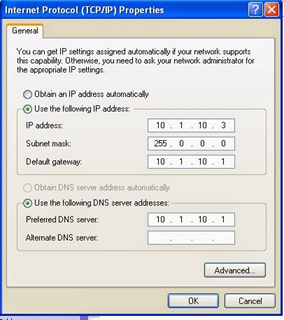 Internet Protocol (TCP/IP) Properties
General
You can get IP settings assigned automatically if your network supports
this capability. Otherwise, you need to ask your network administrator for
the appropriate IP settings.
Obtain an IP address automatically
Use the following IP address:
IP address: 10 . 1 . 10 . 3
Subnet mask: 255 . 0 . 0 . 0
Default gateway: 10 . 1 . 10 . 1
Obtain DNS server address automatically
Use the following DNS server addresses:
Preferred DNS server: 10 . 1 . 10 . 1
Alternate DNS server: . . .
Advanced...
OK Cancel